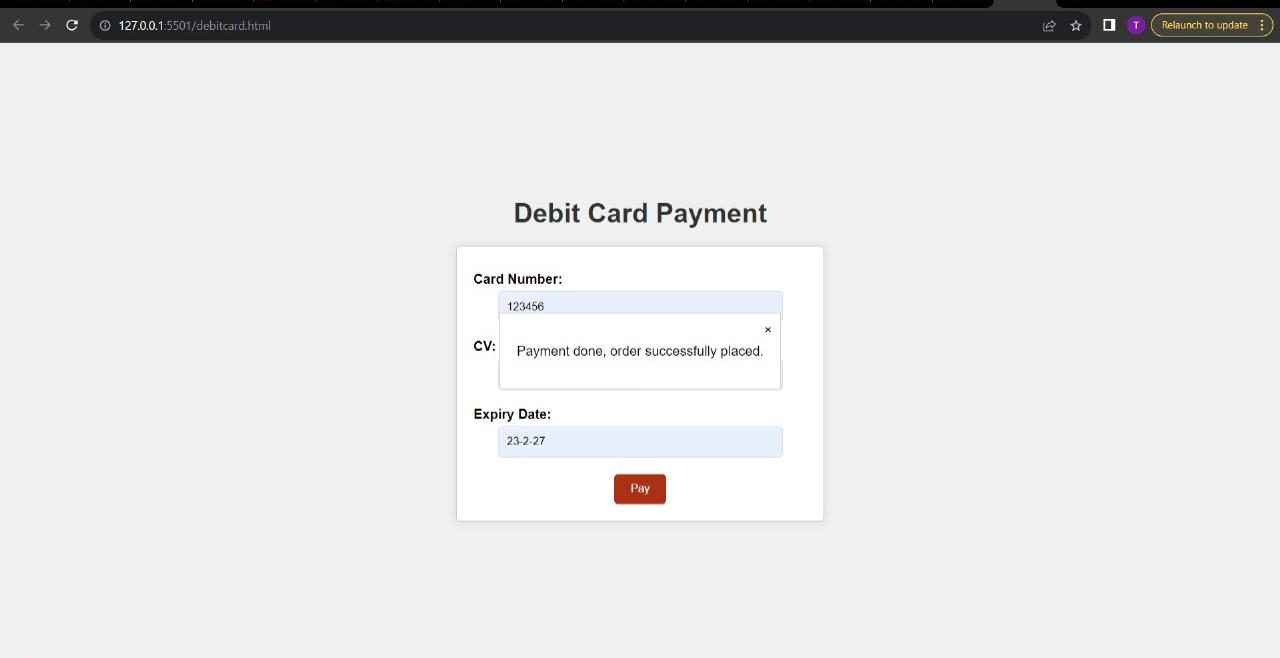 127.0.0.1:5501/debitcard.html
T
Relaunch to update
Debit Card Payment
Card Number:
123456
×
CV:
Payment done, order successfully placed.
Expiry Date:
23-2-27
Pay